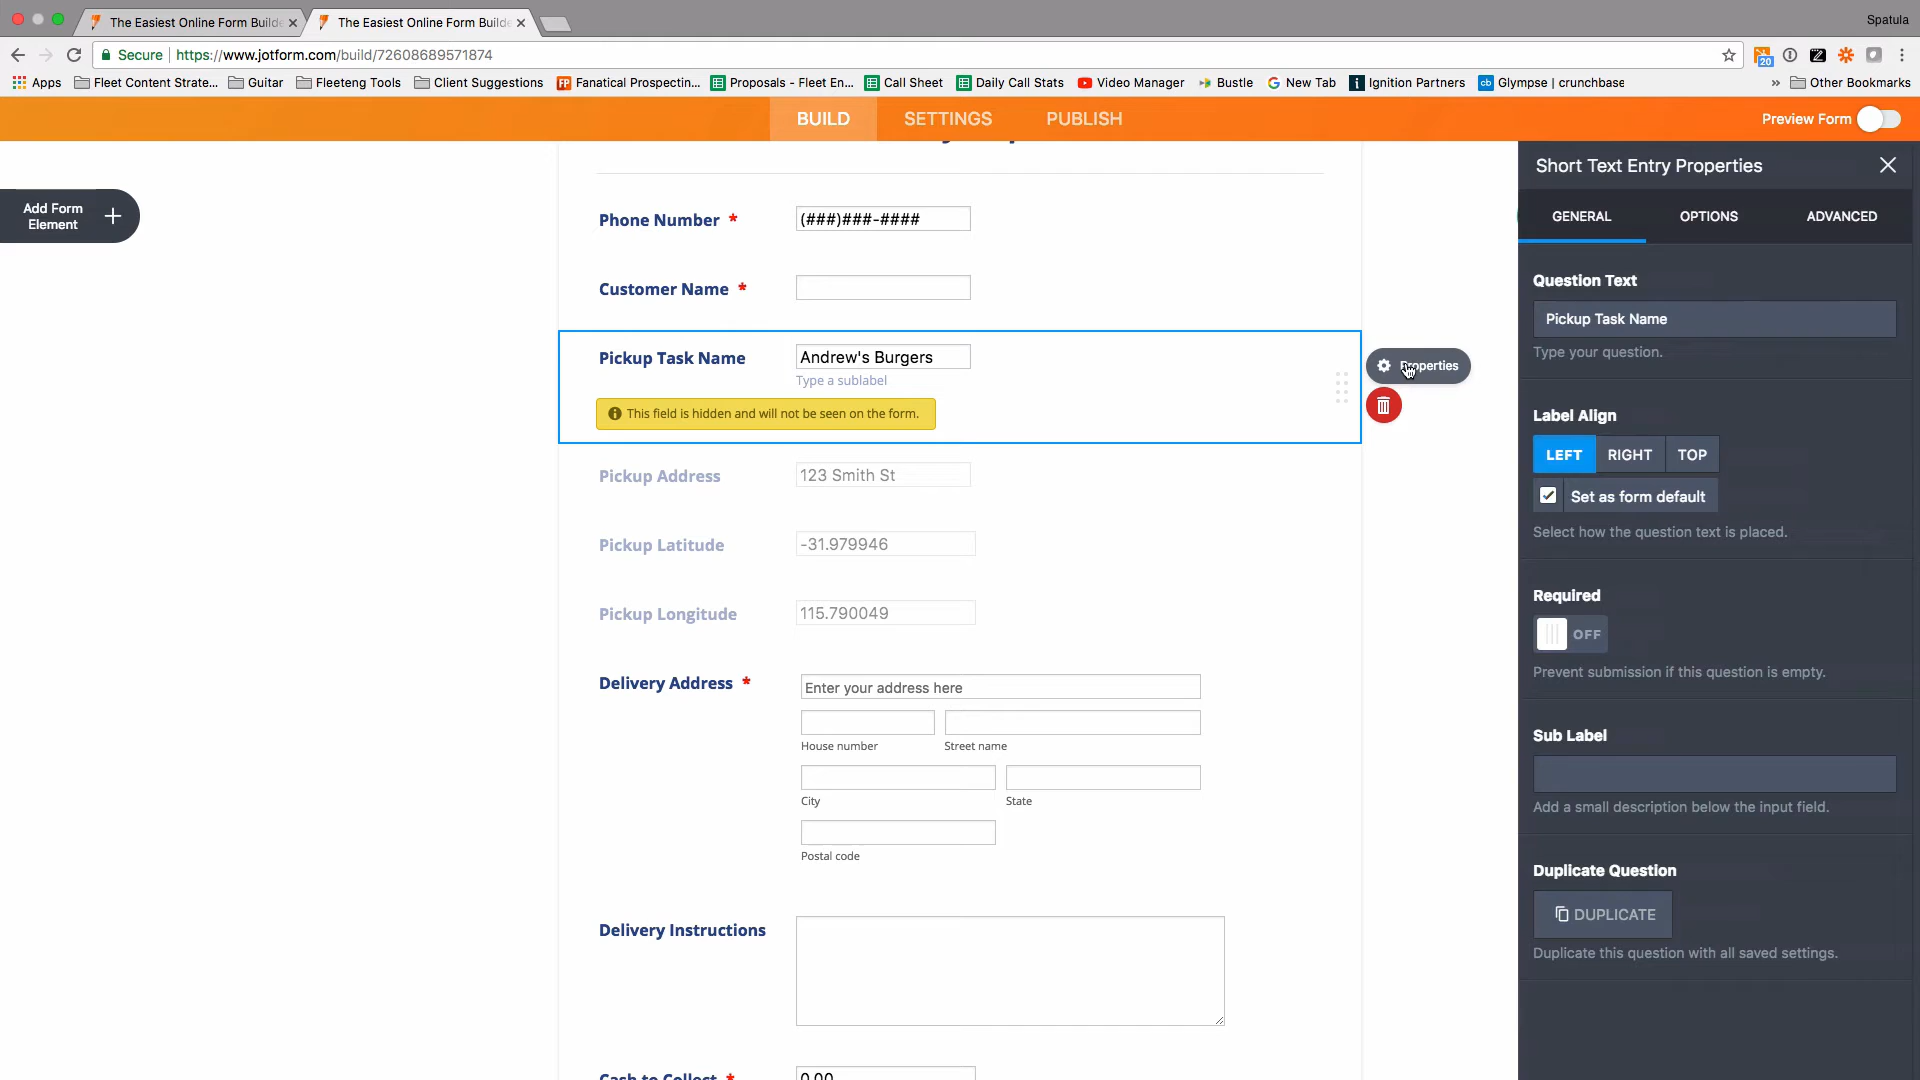 Spatula
The Easiest Online Form Builde
The Easiest Online Form Builde
Secure
https://www.jotform.com/build/72608689571874
20
Apps
Fleet Content Strate...
Guitar
Fleeteng Tools
Client Suggestions
FP
Fanatical Prospectin...
Proposals - Fleet En...
Call Sheet
Daily Call Stats
Video Manager
Bustle
New Tab
Ignition Partners
cb
Glympse | crunchbase
»
Other Bookmarks
BUILD
SETTINGS
PUBLISH
Preview Form
Add Form
Element
Phone Number *
(###)###-####
Customer Name *
Pickup Task Name
Andrew's Burgers
Type a sublabel
This field is hidden and will not be seen on the form.
Pickup Address
123 Smith St
Pickup Latitude
-31.979946
Pickup Longitude
115.790049
Delivery Address *
Enter your address here
House number
Street name
City
State
Postal code
Delivery Instructions
Cash to Collect *
0.00
Short Text Entry Properties
GENERAL
OPTIONS
ADVANCED
Question Text
Pickup Task Name
Type your question.
Label Align
LEFT
RIGHT
TOP
Set as form default
Select how the question text is placed.
Required
OFF
Prevent submission if this question is empty.
Sub Label
Add a small description below the input field.
Duplicate Question
DUPLICATE
Duplicate this question with all saved settings.